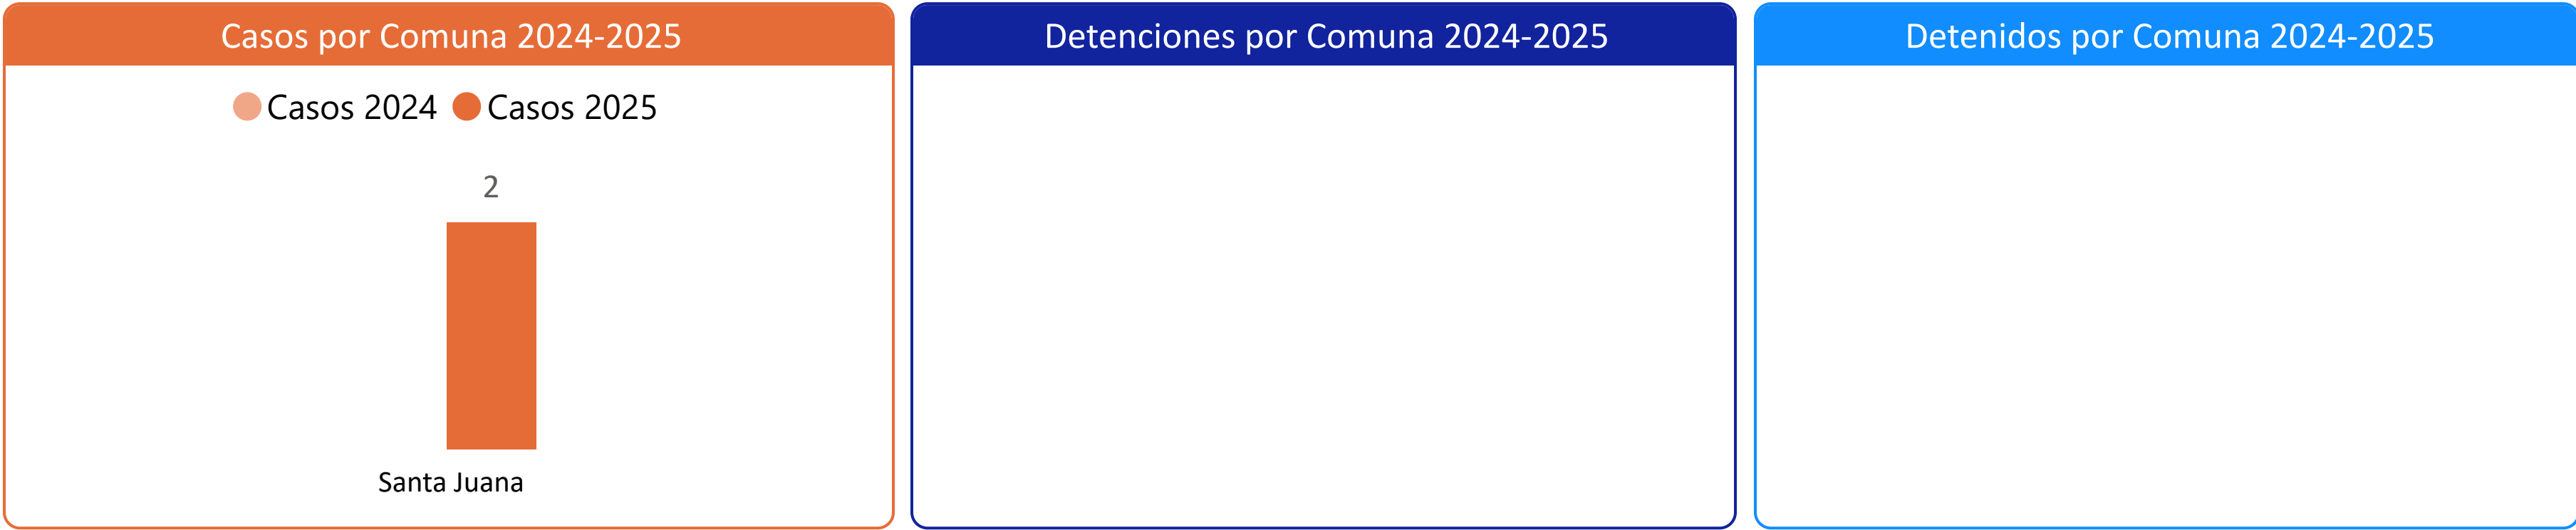 Casos por Comuna 2024-2025
Casos 2024 Casos 2025
2
Santa Juana
Detenciones por Comuna 2024-2025
Detenidos por Comuna 2024-2025